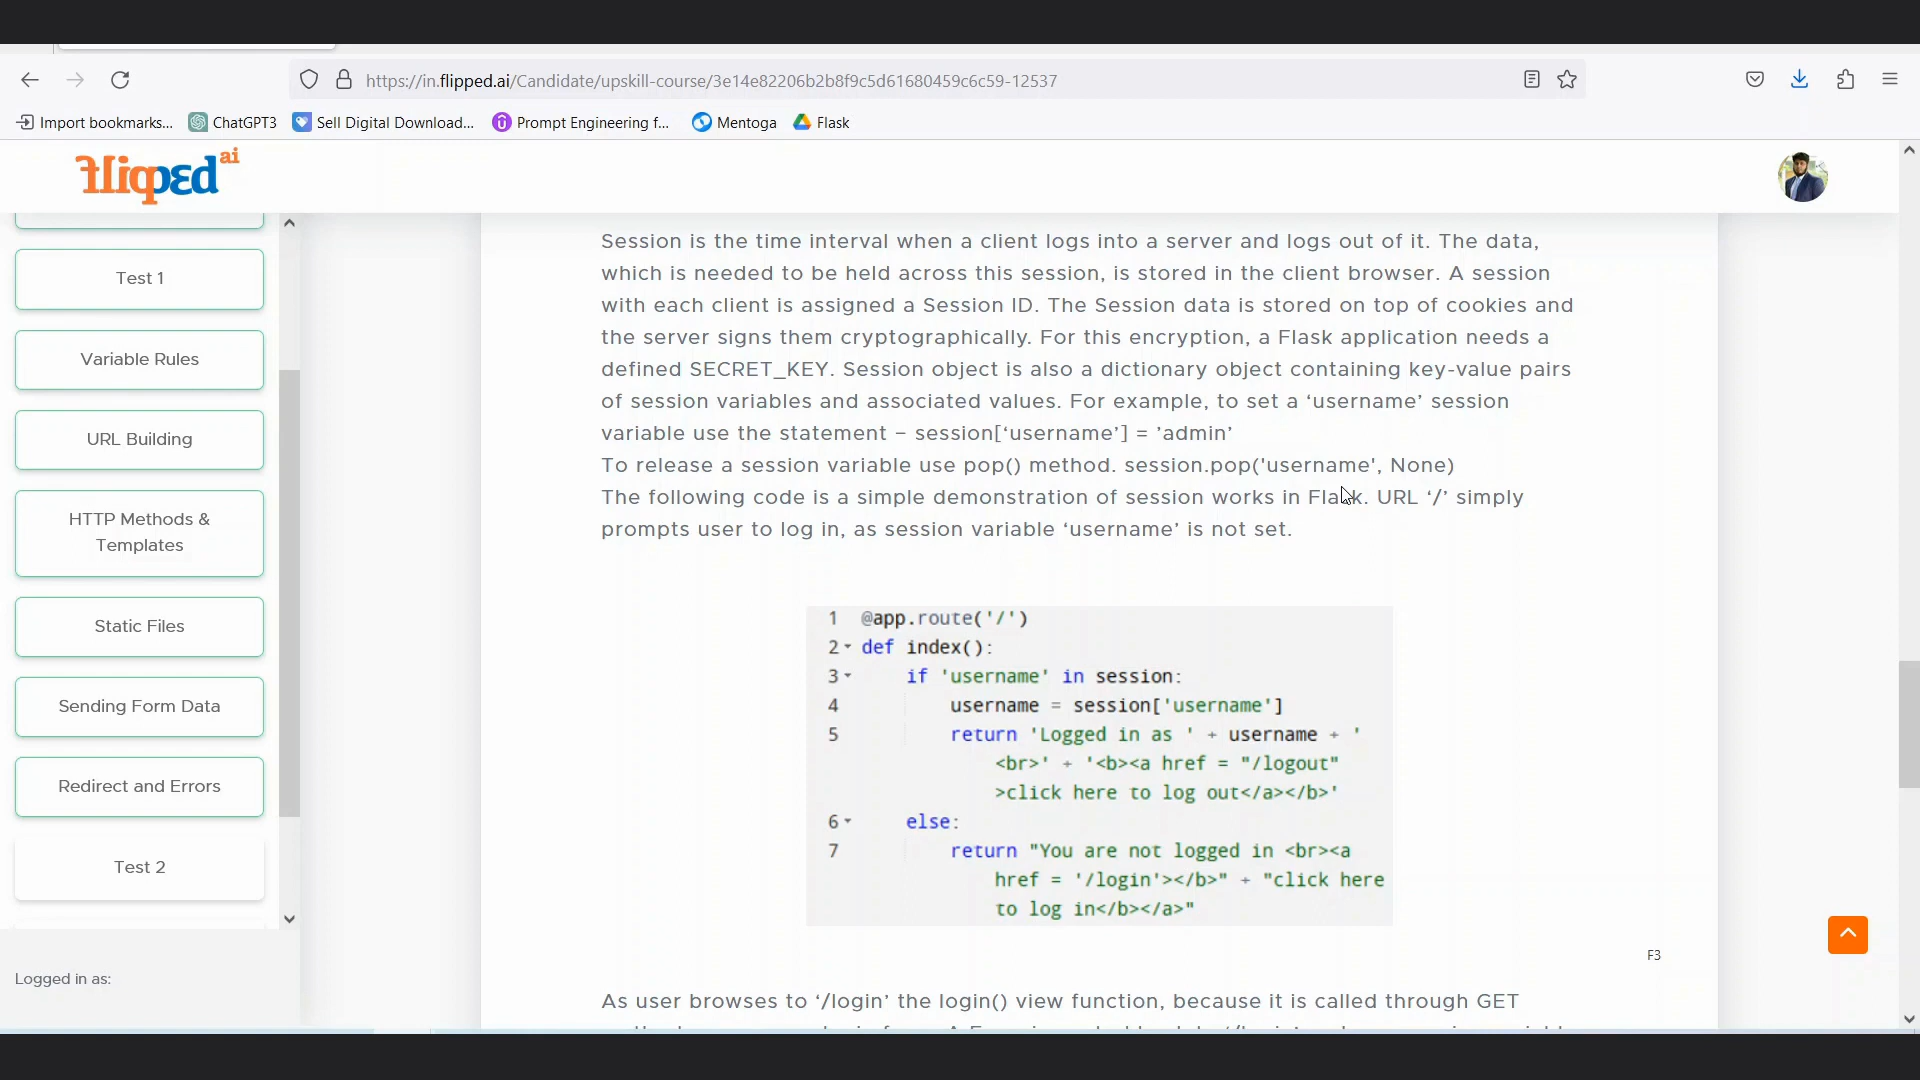 https://in.flipped.ai/Candidate/upskill-course/3e14e82206b2b8f9c5d61680459c6c59-12537
Import bookmarks... ChatGPT3 Sell Digital Download... Prompt Engineering f... Mentoga Flask
flipped ai
Test 1
Variable Rules
URL Building
HTTP Methods &
Templates
Static Files
Sending Form Data
Redirect and Errors
Test 2
Logged in as:
Session is the time interval when a client logs into a server and logs out of it. The data,
which is needed to be held across this session, is stored in the client browser. A session
with each client is assigned a Session ID. The Session data is stored on top of cookies and
the server signs them cryptographically. For this encryption, a Flask application needs a
defined SECRET_KEY. Session object is also a dictionary object containing key-value pairs
of session variables and associated values. For example, to set a ‘username’ session
variable use the statement – session[‘username’] = ’admin’
To release a session variable use pop() method. session.pop('username', None)
The following code is a simple demonstration of session works in Flask. URL ‘/’ simply
prompts user to log in, as session variable ‘username’ is not set.
1 @app.route('/')
2 def index():
3 if 'username' in session:
4 username = session['username']
5 return 'Logged in as ' + username + '
<br>' + '<b><a href = "/logout"
>click here to log out</a></b>'
6 else:
7 return "You are not logged in <br><a
href = '/login'></b>" + "click here
to log in</b></a>"
F3
As user browses to ‘/login’ the login() view function, because it is called through GET